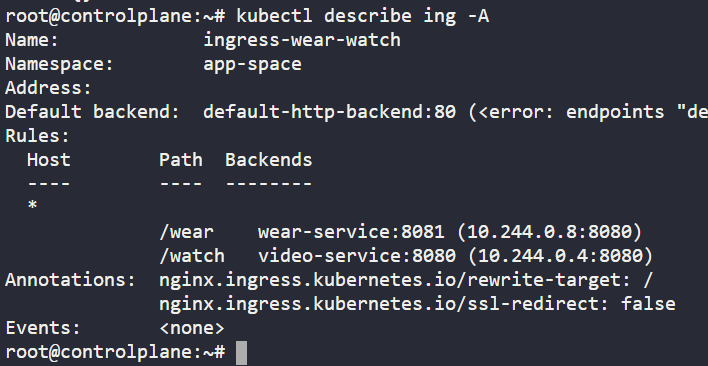 root@controlplane:~# kubectl describe ing -A
Name:             ingress-wear-watch
Namespace:        app-space
Address:
Default backend:  default-http-backend:80 (<error: endpoints "de
Rules:
  Host        Path  Backends
  ----        ----  --------
  *
              /wear    wear-service:8081 (10.244.0.8:8080)
              /watch   video-service:8080 (10.244.0.4:8080)
Annotations:  nginx.ingress.kubernetes.io/rewrite-target: /
              nginx.ingress.kubernetes.io/ssl-redirect: false
Events:       <none>
root@controlplane:~#